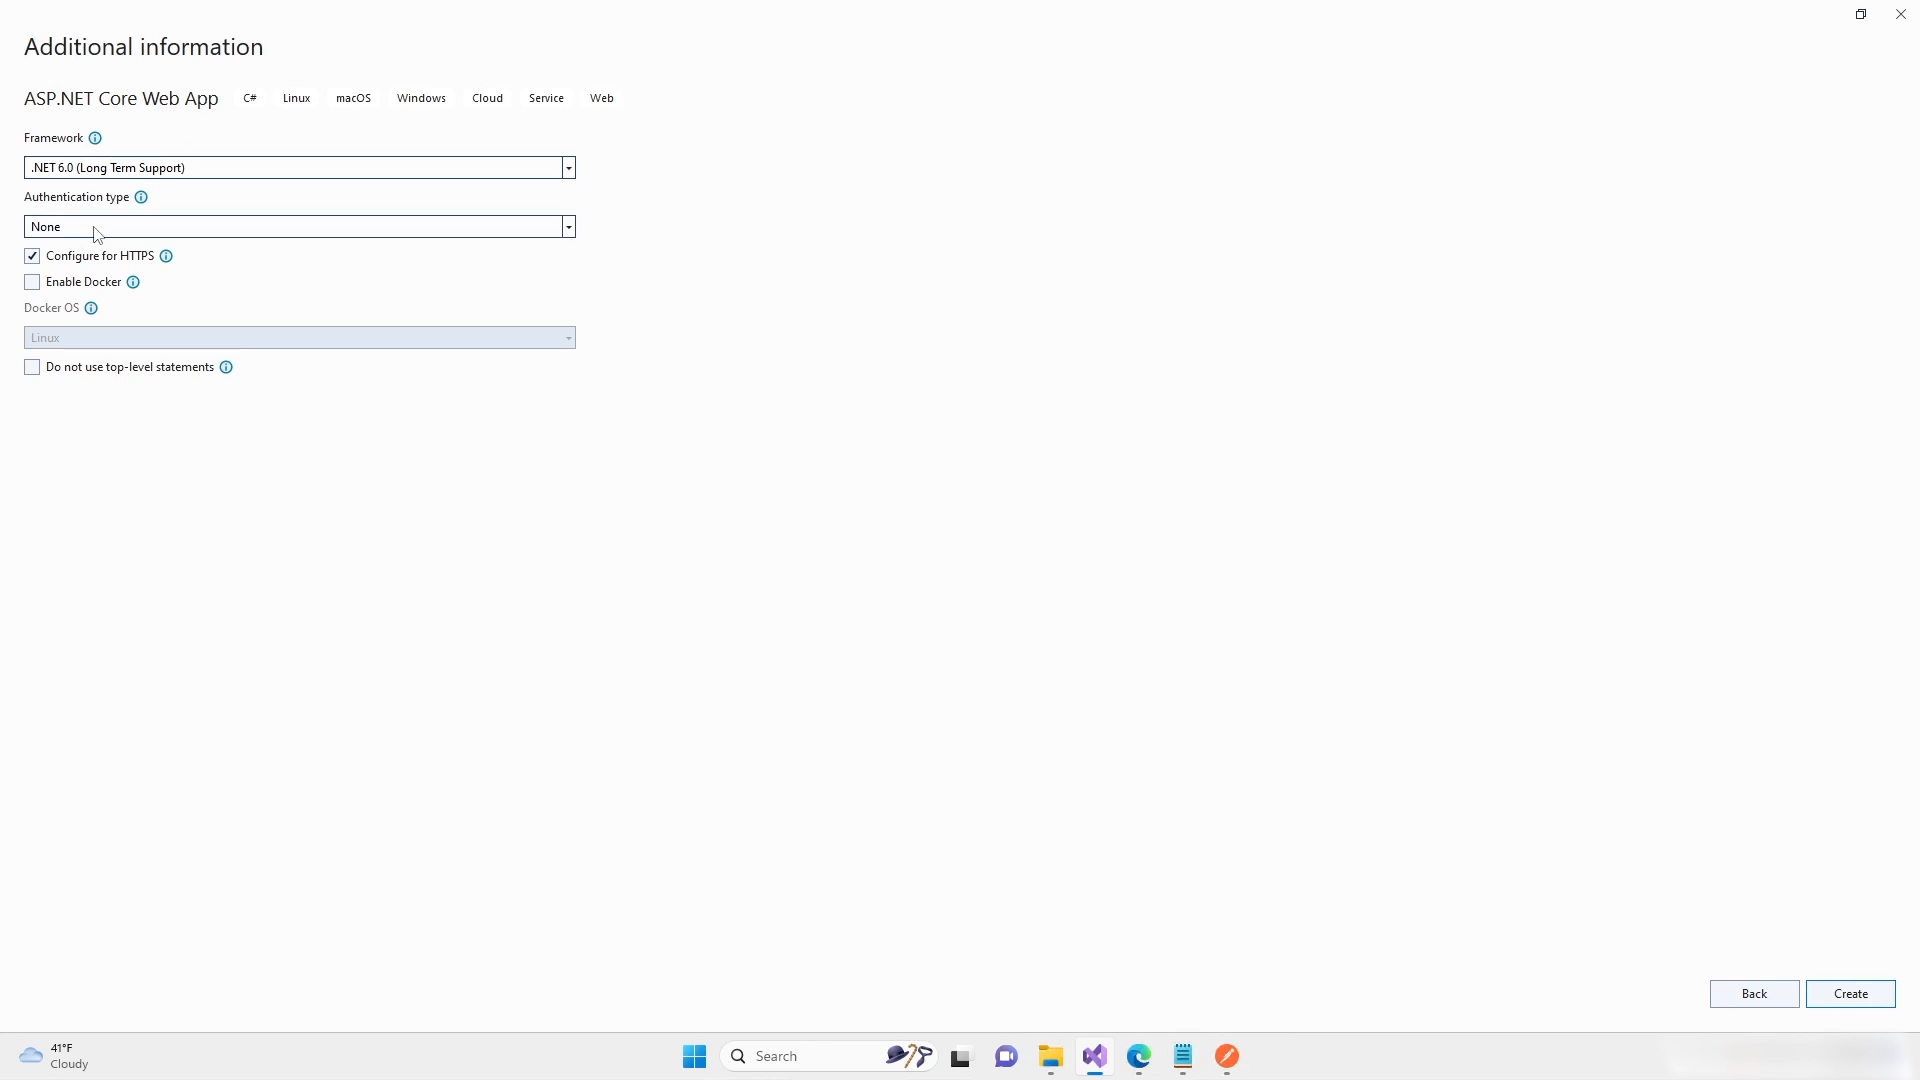 Additional information
ASP.NET Core Web App C# Linux macOS Windows Cloud Service Web
Framework
.NET 6.0 (Long Term Support)
Authentication type
None
Configure for HTTPS
Enable Docker
Docker OS
Linux
Do not use top-level statements
Back Create
41°F
Cloudy
Search